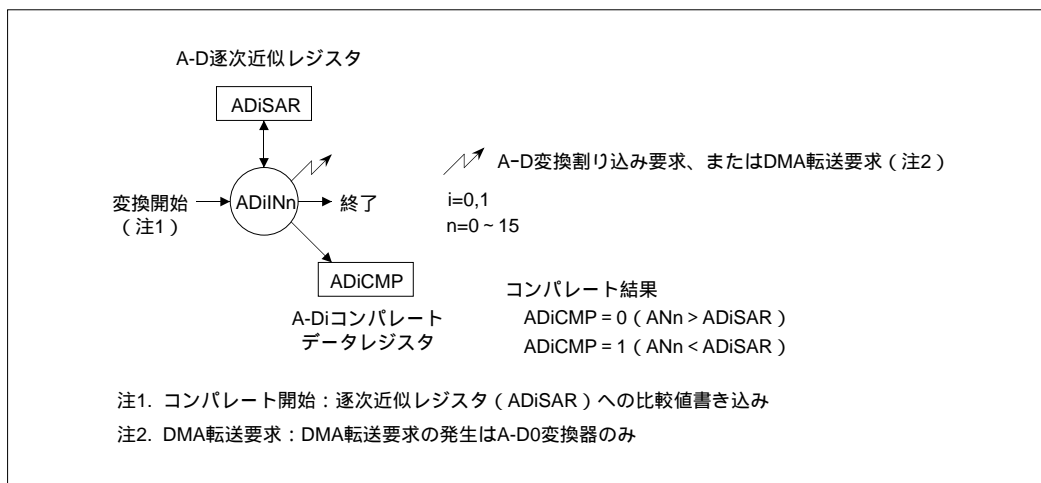 A-D逐次近似レジスタ
ADiSAR
A-D変換割り込み要求、またはDMA転送要求（注2）
変換開始
（注1）
ADiINn
終了
i=0,1
n=0～15
ADiCMP
A-Diコンパレート
データレジスタ
コンパレート結果
ADiCMP = 0（ANn > ADiSAR）
ADiCMP = 1（ANn < ADiSAR）
注1. コンパレート開始：逐次近似レジスタ（ADiSAR）への比較値書き込み
注2. DMA転送要求：DMA転送要求の発生はA-D0変換器のみ